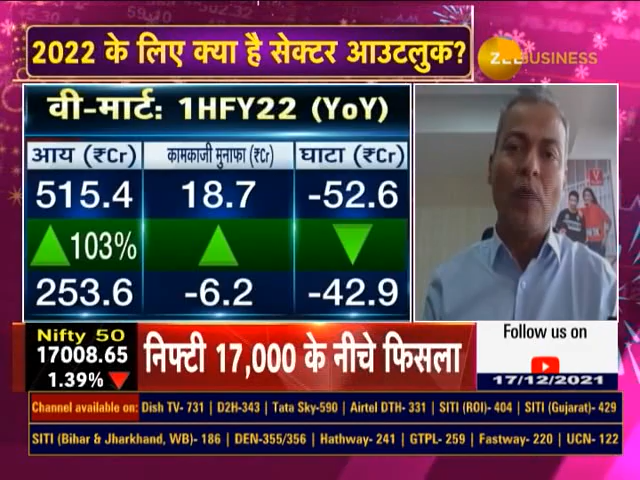 2022 के लिए क्या है सेक्टर आउटलुक?
ZEE BUSINESS
वी-मार्ट: 1HFY22 (YoY)
आय (₹Cr) कामकाजी मुनाफा (₹Cr) घाटा (₹Cr)
515.4 18.7 -52.6
103%
253.6 -6.2 -42.9
V
Nifty 50
17008.65
1.39%
निफ्टी 17,000 के नीचे फिसला
Follow us on
17/12/2021
Channel available on: Dish TV- 731 | D2H-343 | Tata Sky-590 | Airtel DTH- 331 | SITI (ROI)- 404 | SITI (Gujarat)- 429
SITI (Bihar & Jharkhand, WB)- 186 | DEN-355/356 | Hathway- 241 | GTPL- 259 | Fastway- 220 | UCN- 122